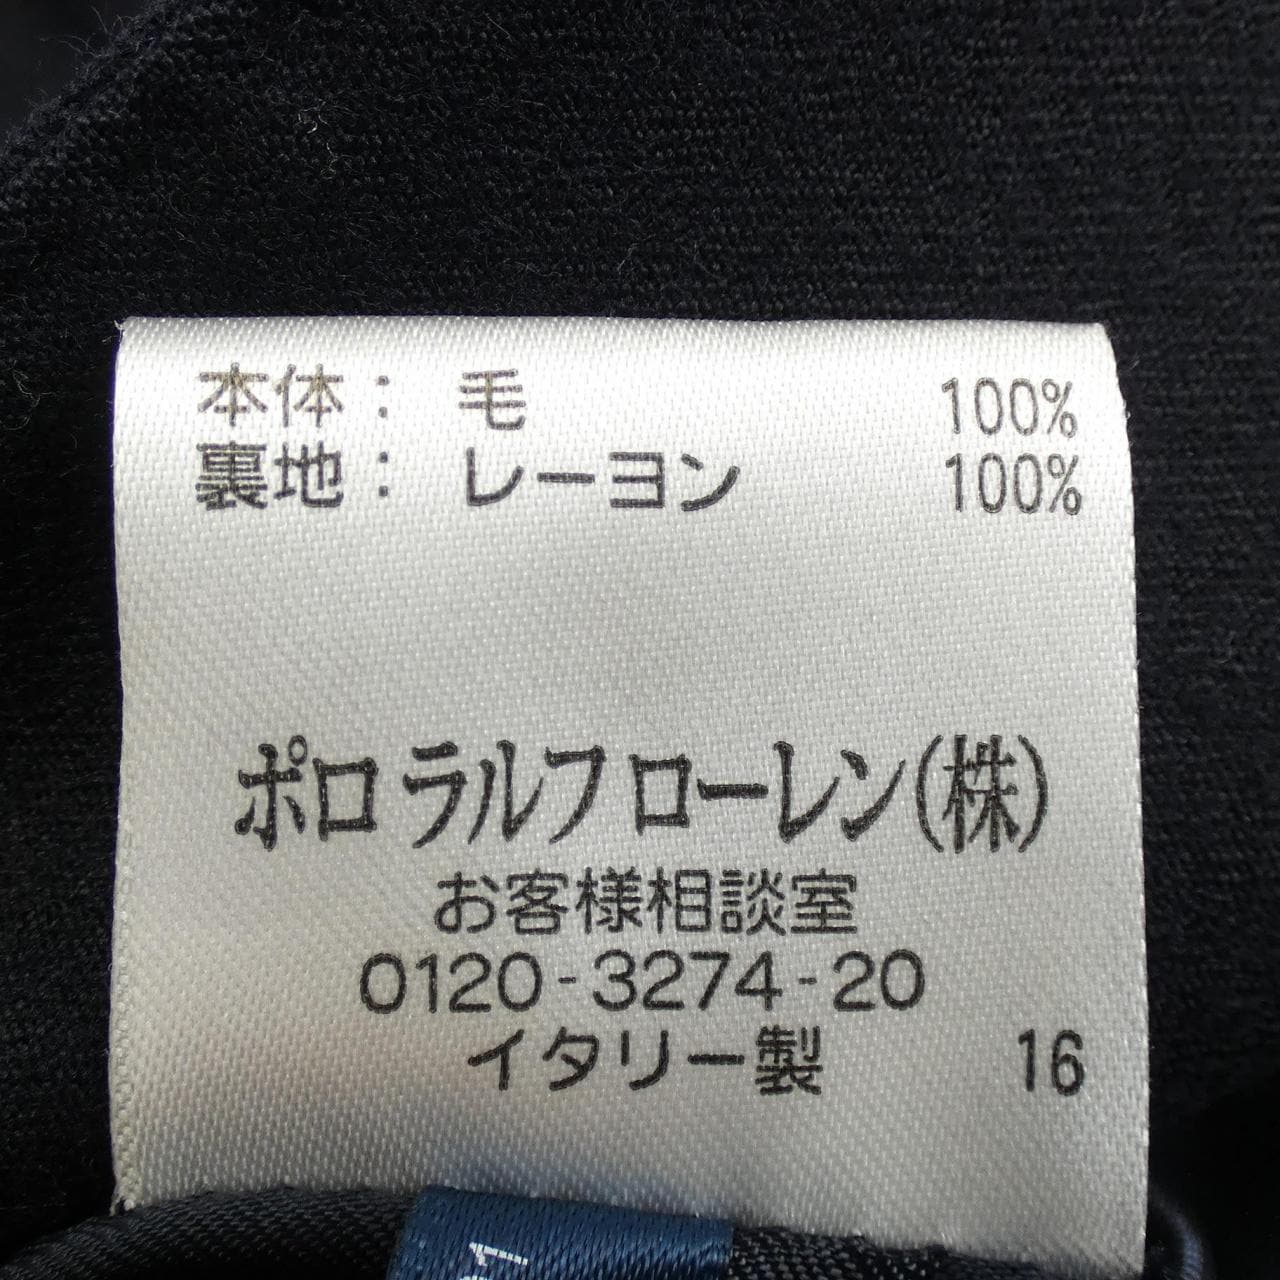 本体： 毛 100%
裏地： レーヨン 100%
ポロ ラルフ ローレン(株)
お客様相談室
0120-3274-20
イタリー製 16